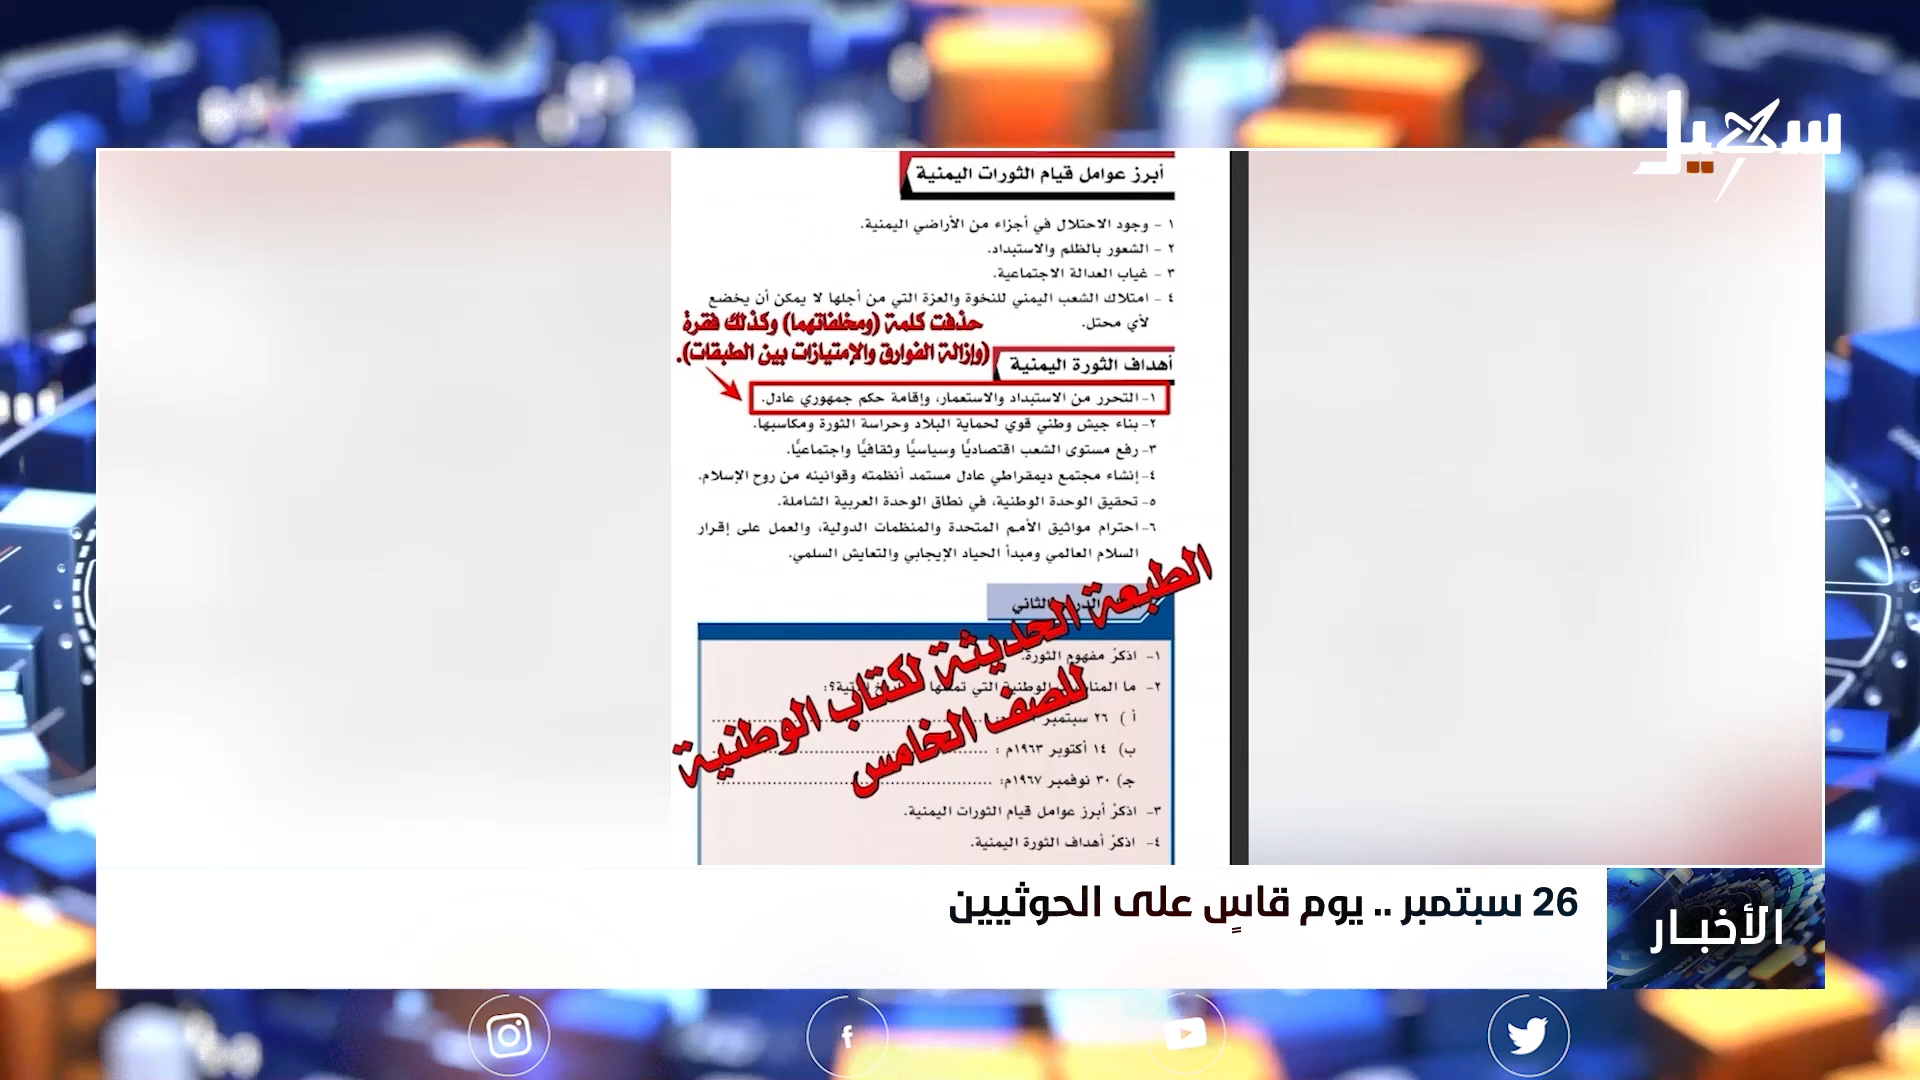 سهيل
أبرز عوامل قيام الثورات اليمنية
١ - وجود الاحتلال في أجزاء من الأراضي اليمنية.
٢ - الشعور بالظلم والاستبداد.
٣ - غياب العدالة الاجتماعية.
٤ - امتلاك الشعب اليمني للنخوة والعزة التي من أجلها لا يمكن أن يخضع
لأي محتل.
حذفت كلمة (ومخلفاتهما) وكذلك فقرة
(وإزالة الفوارق والإمتيازات بين الطبقات).
أهداف الثورة اليمنية
١- التحرر من الاستبداد والاستعمار، وإقامة حكم جمهوري عادل.
٢- بناء جيش وطني قوي لحماية البلاد وحراسة الثورة ومكاسبها.
٣- رفع مستوى الشعب اقتصاديًا وسياسيًا وثقافيًا واجتماعيًا.
٤- إنشاء مجتمع ديمقراطي عادل مستمد أنظمته وقوانينه من روح الإسلام.
٥- تحقيق الوحدة الوطنية، في نطاق الوحدة العربية الشاملة.
٦- احترام مواثيق الأمم المتحدة والمنظمات الدولية، والعمل على إقرار
السلام العالمي ومبدأ الحياد الإيجابي والتعايش السلمي.
الطبعة الحديثة لكتاب الوطنية
للصف الخامس
الثاني
١- اذكرْ مفهوم الثورة.
٢- ما الوطنية التي
أ ) ٢٦ سبتمبر
ب) ١٤ أكتوبر ١٩٦٣م :
جـ) ٣٠ نوفمبر ١٩٦٧م:
٣- اذكرْ أبرز عوامل قيام الثورات اليمنية.
٤- اذكرْ أهداف الثورة اليمنية.
26 سبتمبر .. يوم قاسٍ على الحوثيين
الأخبار